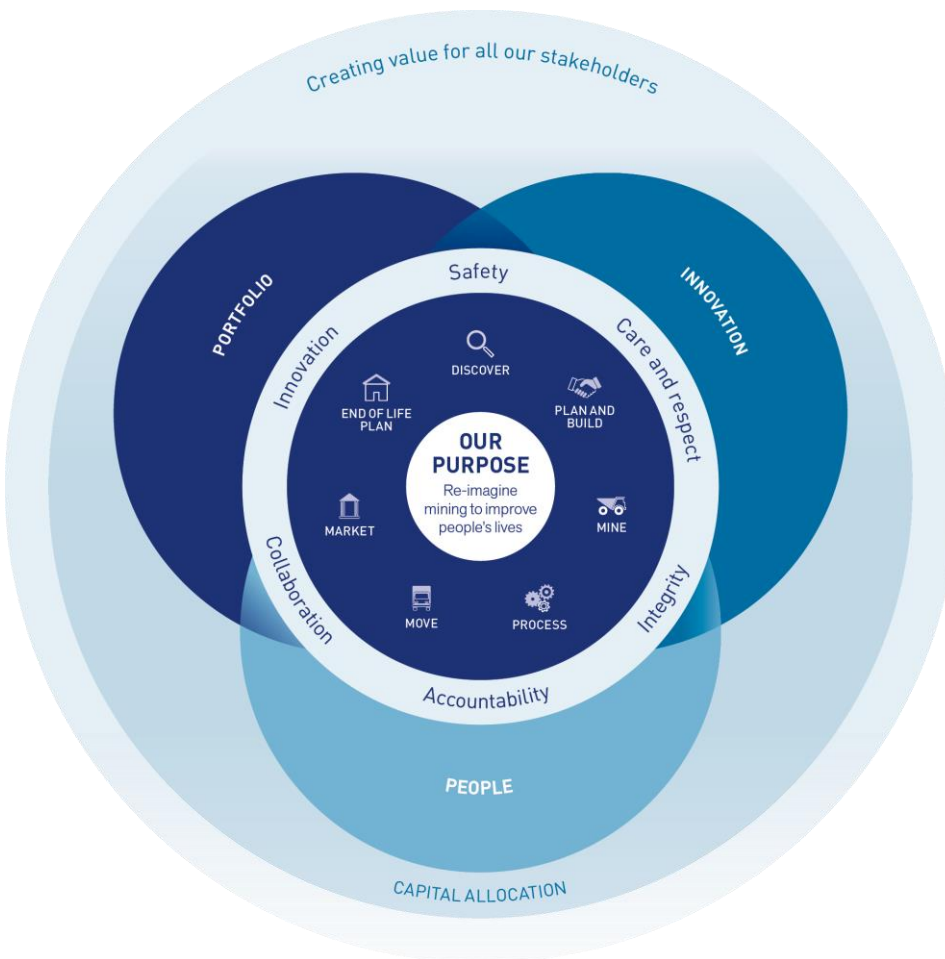 Creating value for all our stakeholders
PORTFOLIO
INNOVATION
Safety
Care and respect
Integrity
Accountability
Collaboration
Innovation
DISCOVER
PLAN AND
BUILD
MINE
PROCESS
MOVE
MARKET
END OF LIFE
PLAN
OUR
PURPOSE
Re-imagine
mining to improve
people's lives
PEOPLE
CAPITAL ALLOCATION